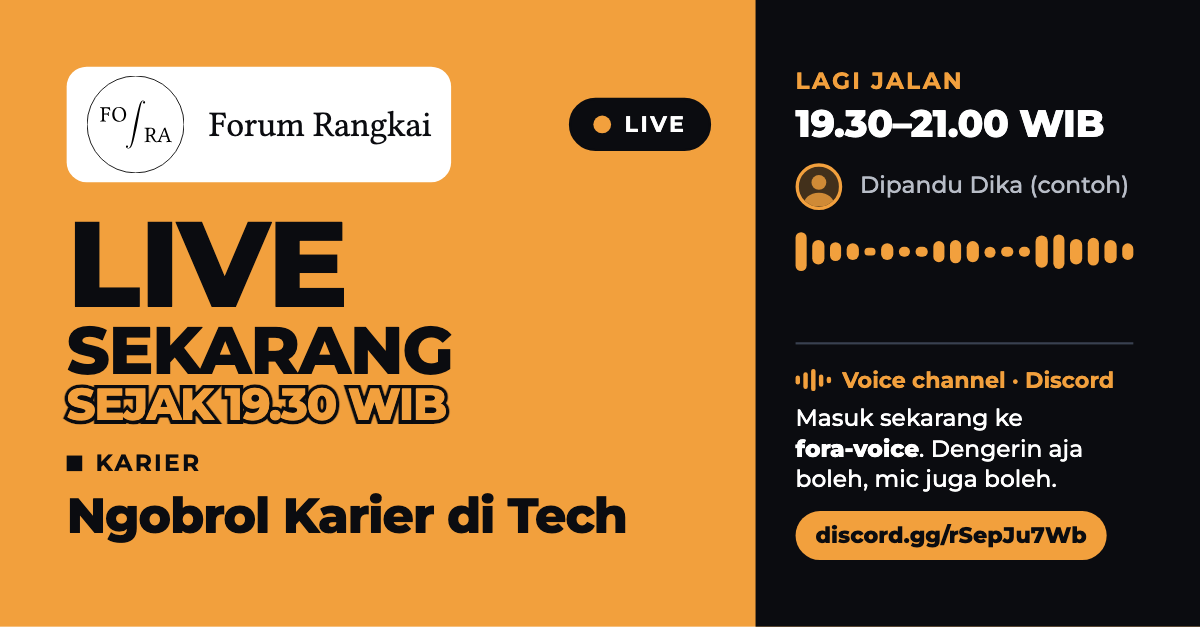 FO
RA
Forum Rangkai
LIVE
LIVE
SEKARANG
SEJAK 19.30 WIB
KARIER
Ngobrol Karier di Tech
LAGI JALAN
19.30–21.00 WIB
Dipandu Dika (contoh)
Voice channel · Discord
Masuk sekarang ke
fora-voice. Dengerin aja
boleh, mic juga boleh.
discord.gg/rSepJu7Wb